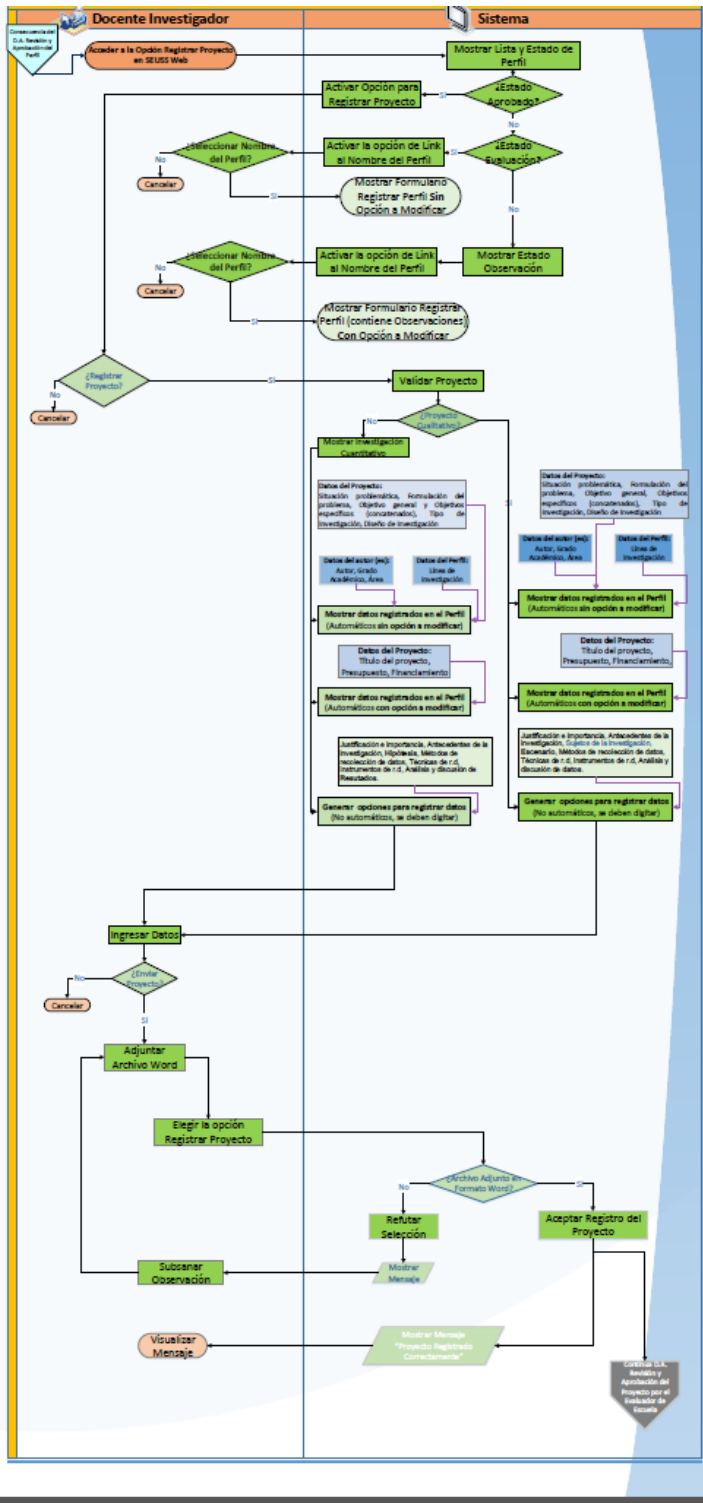 Docente Investigador
Sistema
Consecuencia del
D.A. Revisión y
Aprobación del
Perfil
Acceder a la Opción Registrar Proyecto
en SEUSS Web
Mostrar Lista y Estado de
Perfil
¿Estado
Aprobado?
Si
No
Activar Opción para
Registrar Proyecto
¿Estado
Evaluación?
Si
No
Activar la opción de Link
al Nombre del Perfil
¿Seleccionar Nombre
del Perfil?
No
Cancelar
Si
Mostrar Formulario
Registrar Perfil Sin
Opción a Modificar
Mostrar Estado
Observación
Activar la opción de Link
al Nombre del Perfil
¿Seleccionar Nombre
del Perfil?
No
Cancelar
Si
Mostrar Formulario Registrar
Perfil (contiene Observaciones)
Con Opción a Modificar
¿Registrar
Proyecto?
No
Cancelar
Si
Validar Proyecto
¿Proyecto
Cualitativo?
No
Si
Mostrar Investigación
Cuantitativo
Datos del Proyecto:
Situación problemática, Formulación del
problema, Objetivo general y Objetivos
específicos (concatenados), Tipo de
Investigación, Diseño de Investigación
Datos del autor (es):
Autor, Grado
Académico, Área
Datos del Perfil:
Línea de
Investigación
Mostrar datos registrados en el Perfil
(Automáticos sin opción a modificar)
Datos del Proyecto:
Título del proyecto,
Presupuesto, Financiamiento
Mostrar datos registrados en el Perfil
(Automáticos con opción a modificar)
Justificación e Importancia, Antecedentes de la
Investigación, Hipótesis, Métodos de
recolección de datos, Técnicas de r.d,
Instrumentos de r.d, Análisis y discusión de
Resultados.
Generar opciones para registrar datos
(No automáticos, se deben digitar)
Datos del Proyecto:
Situación problemática, Formulación del
problema, Objetivo general, Objetivos
específicos (concatenados), Tipo de
Investigación, Diseño de Investigación
Datos del autor (es):
Autor, Grado
Académico, Área
Datos del Perfil:
Línea de
Investigación
Mostrar datos registrados en el Perfil
(Automáticos sin opción a modificar)
Datos del Proyecto:
Título del proyecto,
Presupuesto, Financiamiento,
Mostrar datos registrados en el Perfil
(Automáticos con opción a modificar)
Justificación e Importancia, Antecedentes de la
Investigación, Sujetos de la Investigación,
Escenario, Métodos de recolección de datos,
Técnicas de r.d, Instrumentos de r.d, Análisis y
discusión de datos.
Generar opciones para registrar datos
(No automáticos, se deben digitar)
Ingresar Datos
¿Enviar
Proyecto?
No
Cancelar
Si
Adjuntar
Archivo Word
Elegir la opción
Registrar Proyecto
¿Archivo Adjunto en
Formato Word?
No
Si
Refutar
Selección
Aceptar Registro del
Proyecto
Mostrar
Mensaje
Subsanar
Observación
Mostrar Mensaje
"Proyecto Registrado
Correctamente"
Visualizar
Mensaje
Continúa D.A.
Revisión y
Aprobación del
Proyecto por el
Evaluador de
Escuela